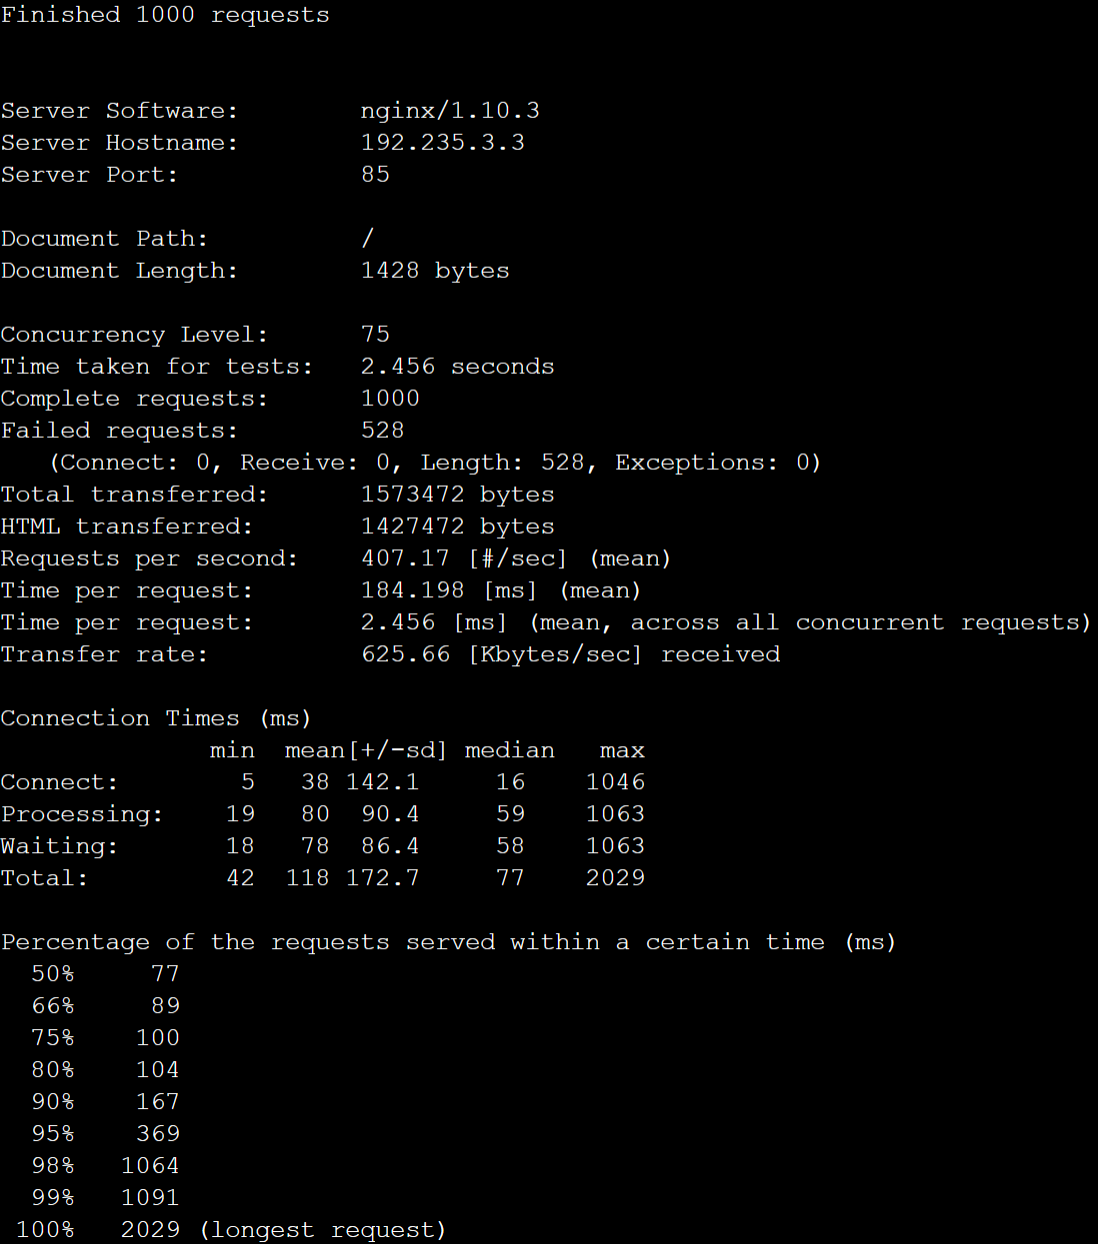 Finished 1000 requests
Server Software: nginx/1.10.3
Server Hostname: 192.235.3.3
Server Port: 85
Document Path: /
Document Length: 1428 bytes
Concurrency Level: 75
Time taken for tests: 2.456 seconds
Complete requests: 1000
Failed requests: 528
(Connect: 0, Receive: 0, Length: 528, Exceptions: 0)
Total transferred: 1573472 bytes
HTML transferred: 1427472 bytes
Requests per second: 407.17 [#/sec] (mean)
Time per request: 184.198 [ms] (mean)
Time per request: 2.456 [ms] (mean, across all concurrent requests)
Transfer rate: 625.66 [Kbytes/sec] received
Connection Times (ms)
min mean[+/-sd] median max
Connect: 5 38 142.1 16 1046
Processing: 19 80 90.4 59 1063
Waiting: 18 78 86.4 58 1063
Total: 42 118 172.7 77 2029
Percentage of the requests served within a certain time (ms)
50% 77
66% 89
75% 100
80% 104
90% 167
95% 369
98% 1064
99% 1091
100% 2029 (longest request)